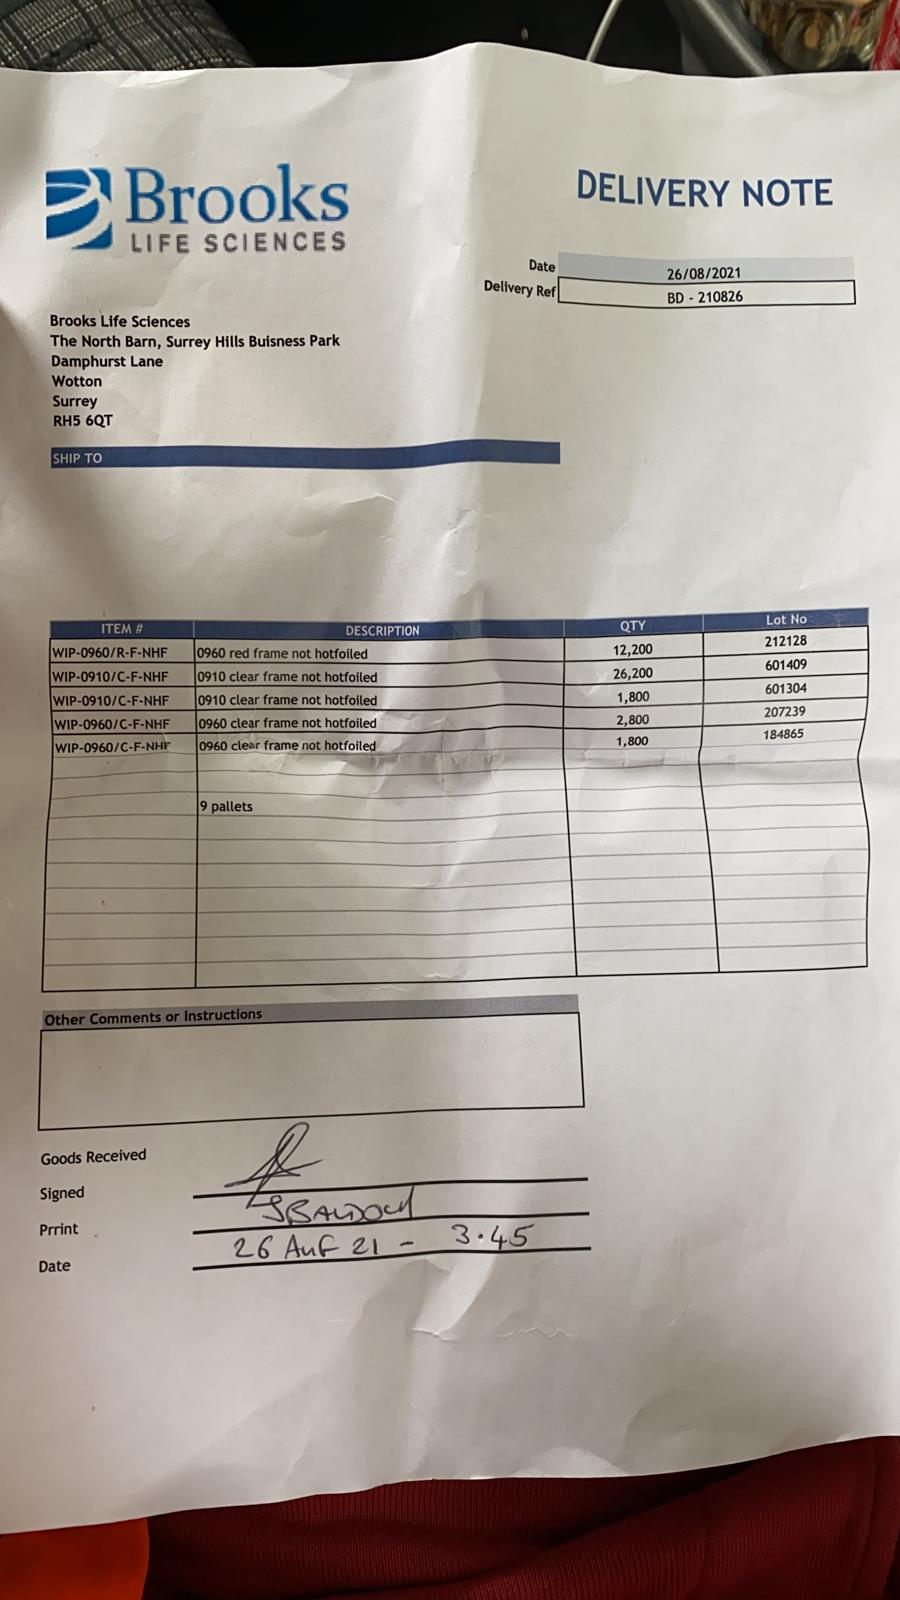 Brooks
LIFE SCIENCES
DELIVERY NOTE
Date 26/08/2021
Delivery Ref BD - 210826
Brooks Life Sciences
The North Barn, Surrey Hills Buisness Park
Damphurst Lane
Wotton
Surrey
RH5 6QT
SHIP TO
ITEM # DESCRIPTION QTY Lot No
WIP-0960/R-F-NHF 0960 red frame not hotfoiled 12,200 212128
WIP-0910/C-F-NHF 0910 clear frame not hotfoiled 26,200 601409
WIP-0910/C-F-NHF 0910 clear frame not hotfoiled 1,800 601304
WIP-0960/C-F-NHF 0960 clear frame not hotfoiled 2,800 207239
WIP-0960/C-F-NHF 0960 clear frame not hotfoiled 1,800 184865
9 pallets
Other Comments or Instructions
Goods Received
Signed
Prrint
Date 26 21 - 3.45